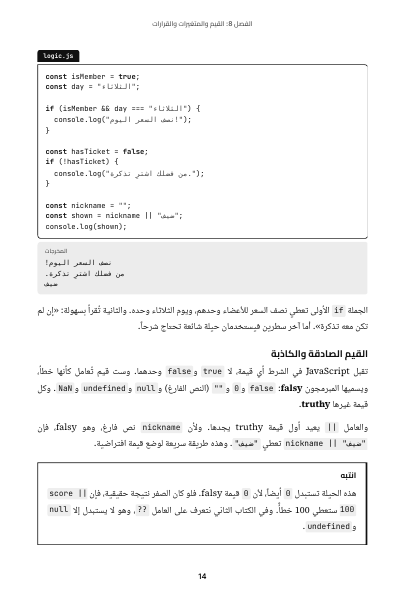 الفصل 8: القيم والمتغيرات والقرارات
logic.js
const isMember = true;
const day = "الثلاثاء";
if (isMember && day === "الثلاثاء") {
console.log("نصف السعر اليوم!");
}
const hasTicket = false;
if (!hasTicket) {
console.log("من فضلك اشترِ تذكرة.");
}
const nickname = "";
const shown = nickname || "ضيف";
console.log(shown);
المخرجات
نصف السعر اليوم!
من فضلك اشترِ تذكرة.
ضيف
الجملة if الأولى تعطي نصف السعر للأعضاء وحدهم، ويوم الثلاثاء وحده. والثانية تُقرأ بسهولة: «إن لم
تكن معه تذكرة». أما آخر سطرين فيستخدمان حيلة شائعة تحتاج شرحاً.
القيم الصادقة والكاذبة
تقبل JavaScript في الشرط أي قيمة، لا true و false وحدهما. وست قيم تُعامل كأنها خطأ،
ويسميها المبرمجون falsy: false و 0 و "" (النص الفارغ) و null و undefined و NaN. وكل
قيمة غيرها truthy.
والعامل || يعيد أول قيمة truthy يجدها. ولأن nickname نص فارغ، وهو falsy، فإن
nickname || "ضيف" تعطي "ضيف". وهذه طريقة سريعة لوضع قيمة افتراضية.
انتبه
هذه الحيلة تستبدل 0 أيضاً، لأن 0 قيمة falsy. فلو كان الصفر نتيجة حقيقية، فإن score ||
100 ستعطي 100 خطأً. وفي الكتاب الثاني نتعرف على العامل ??، وهو لا يستبدل إلا null
و undefined.
14